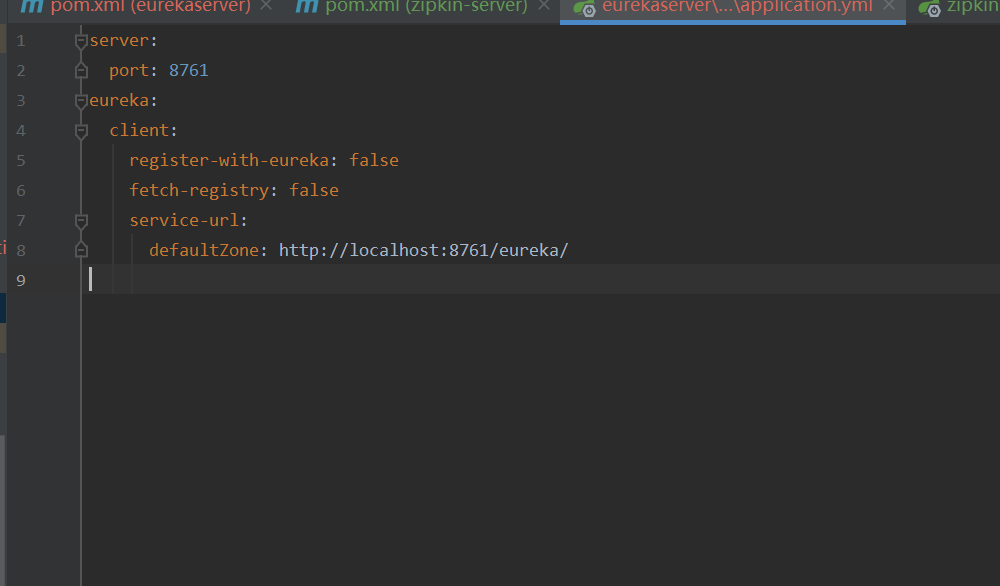 pom.xml (eurekaserver) pom.xml (zipkin-server) eurekaserver\...\application.yml zipkin
1 server:
2   port: 8761
3 eureka:
4   client:
5     register-with-eureka: false
6     fetch-registry: false
7     service-url:
8       defaultZone: http://localhost:8761/eureka/
9